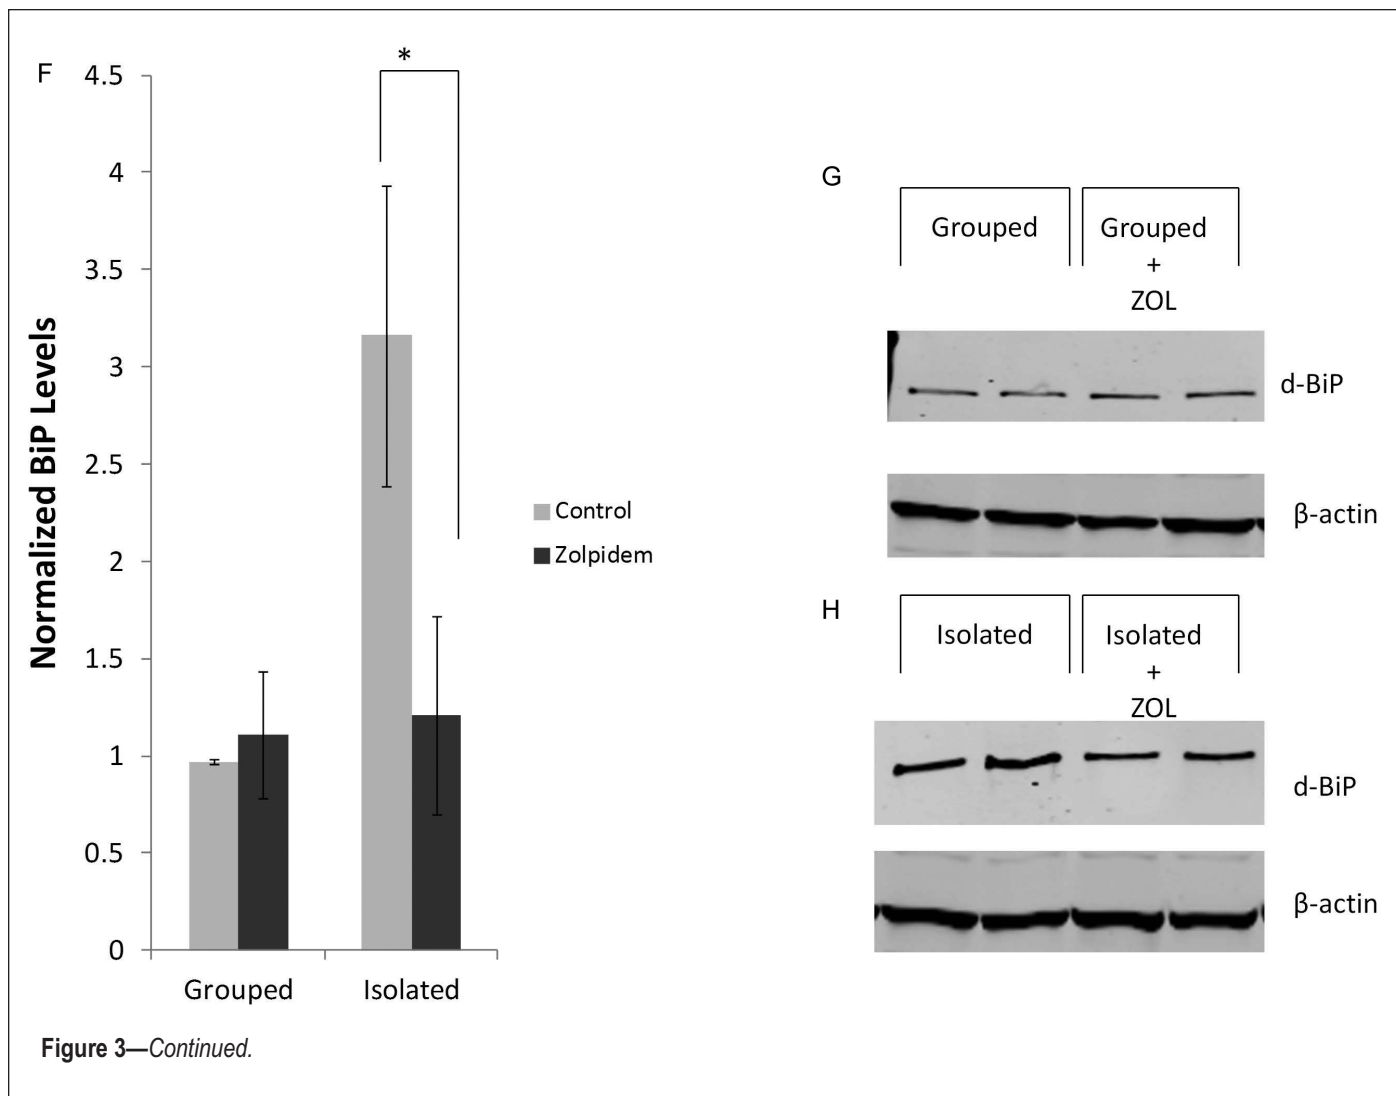 F
*
4.5
4
3.5
3
2.5
2
1.5
1
0.5
0
Normalized BiP Levels
Grouped
Isolated
Control
Zolpidem
G
Grouped
Grouped
+
ZOL
d-BiP
β-actin
H
Isolated
Isolated
+
ZOL
d-BiP
β-actin
Figure 3—Continued.